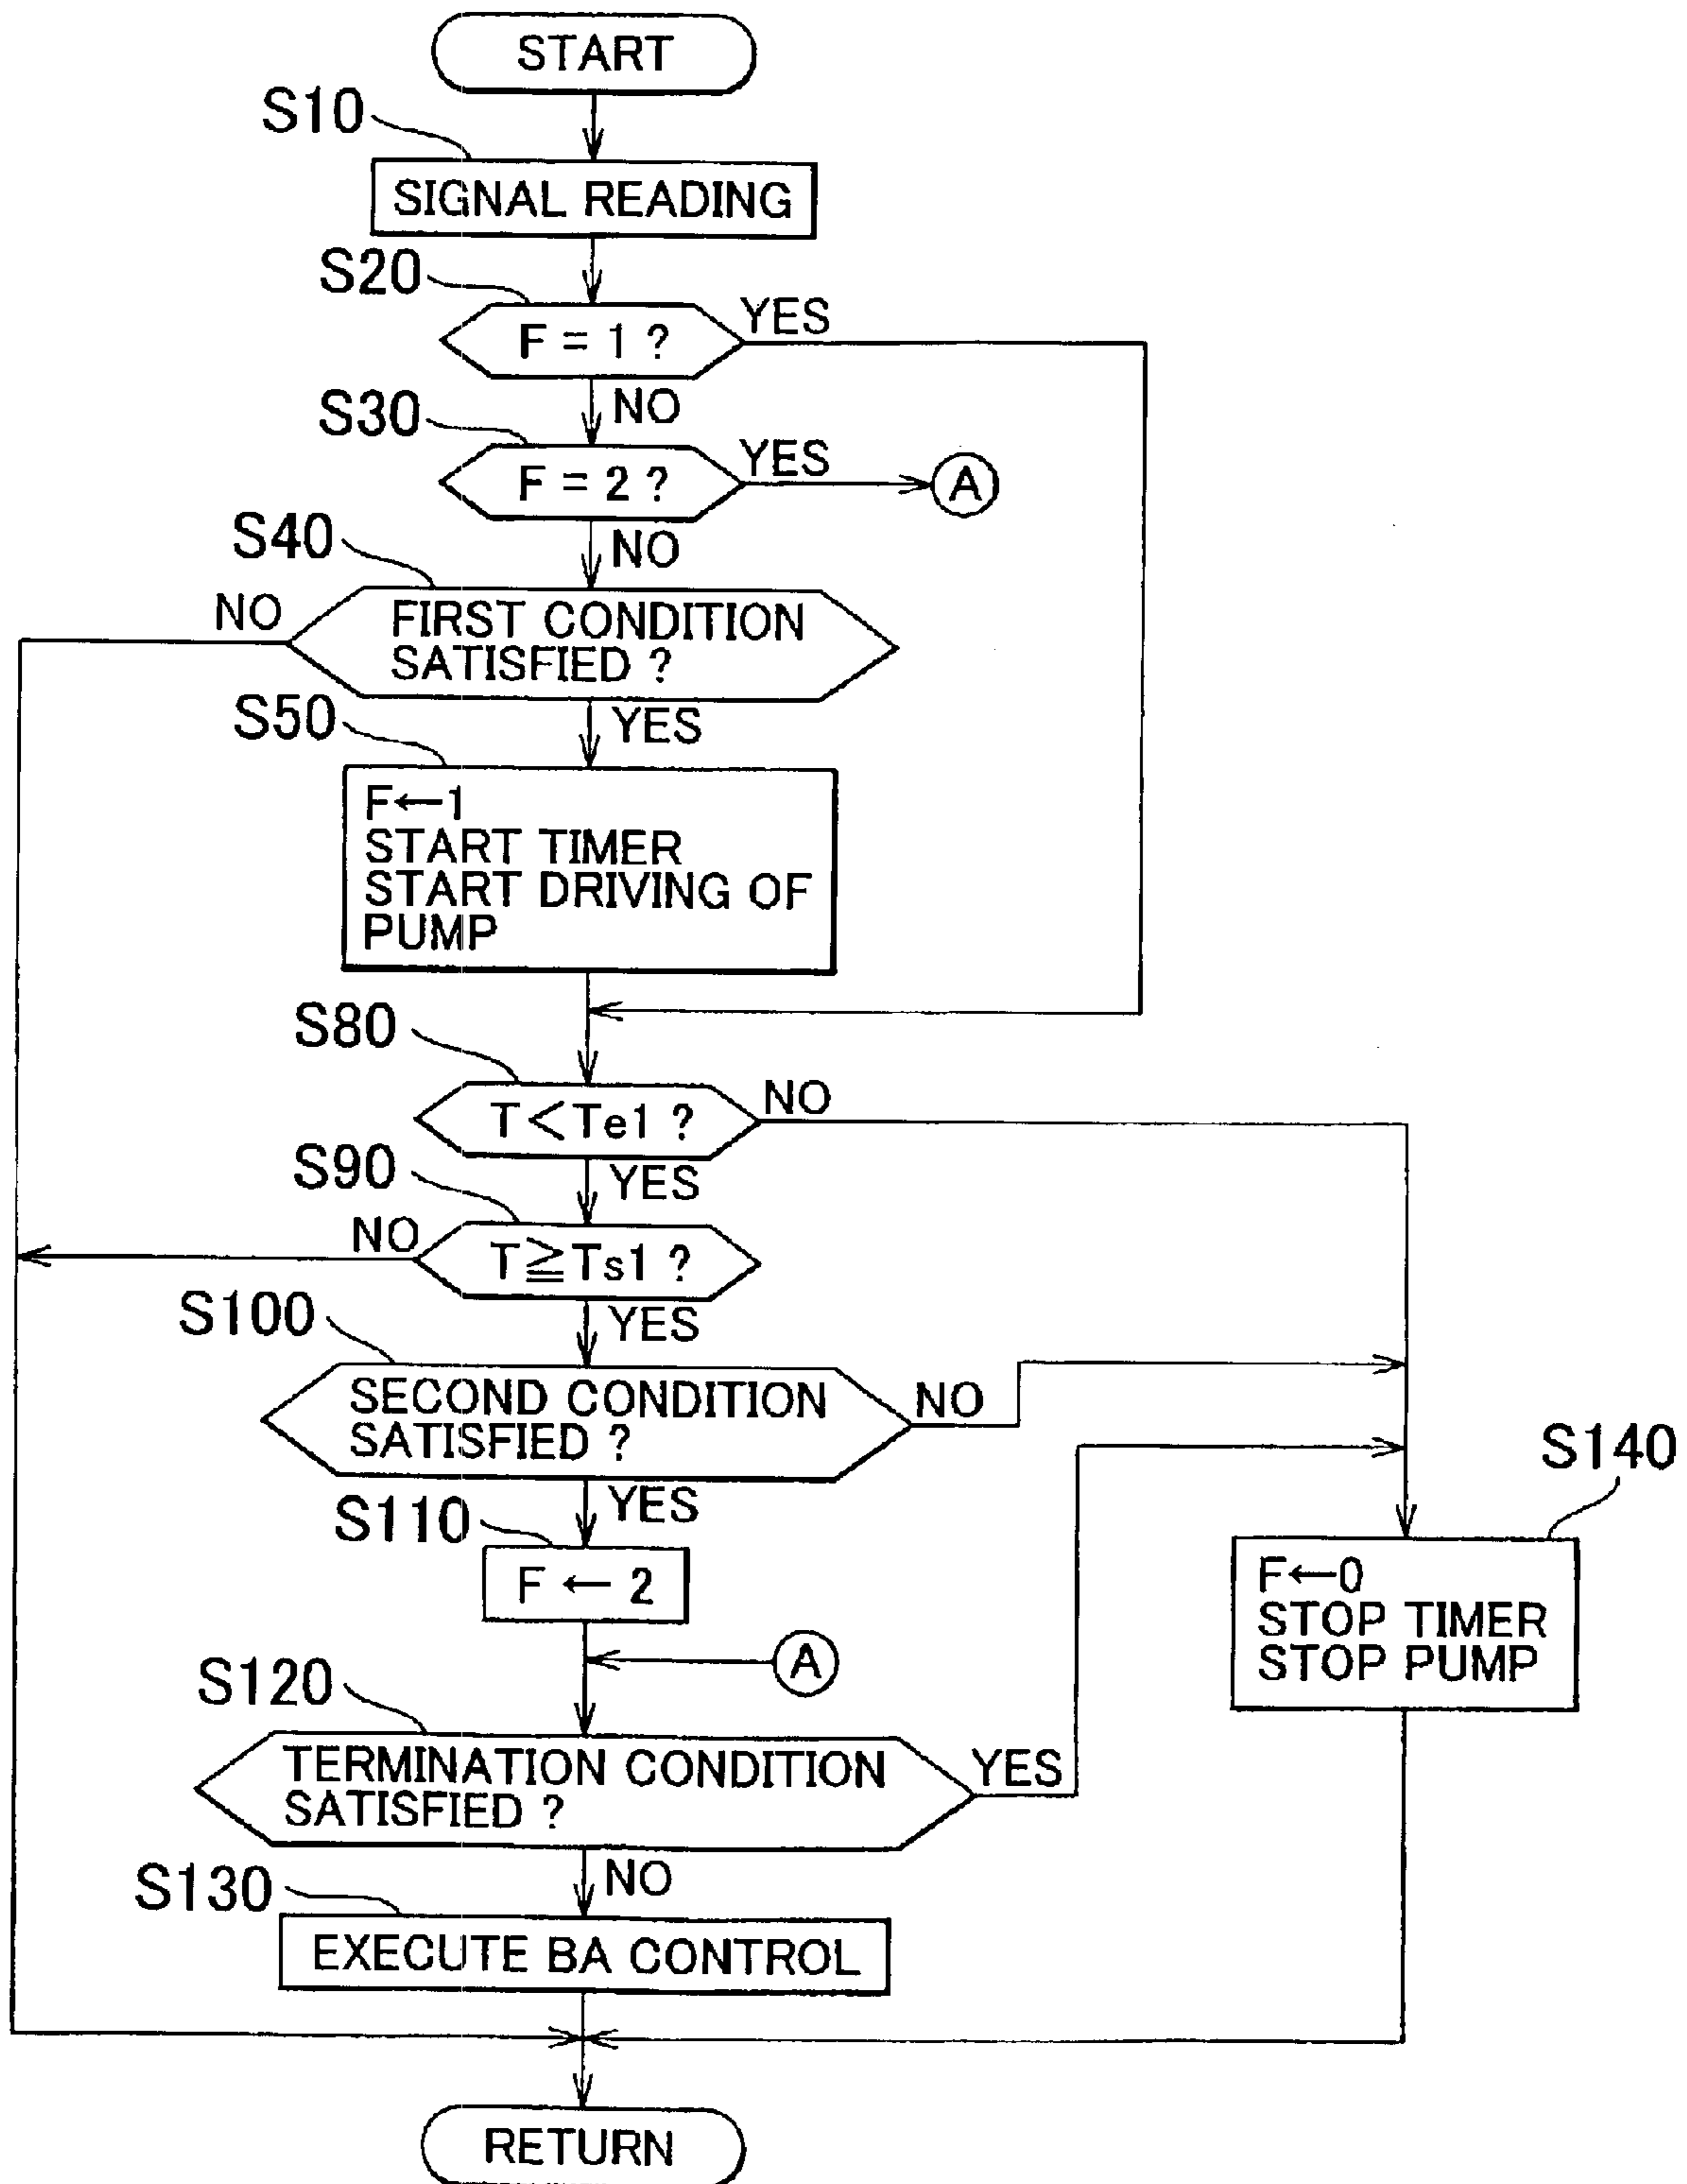 START
S10
SIGNAL READING
S20
F = 1 ?
YES
NO
S30
F = 2 ?
YES
A
NO
S40
NO
FIRST CONDITION
SATISFIED ?
S50
YES
F←1
START TIMER
START DRIVING OF
PUMP
S80
T<Te1 ?
NO
S90
YES
NO
T≧Ts1 ?
S100
YES
SECOND CONDITION
SATISFIED ?
NO
S140
S110
YES
F ← 2
F←0
STOP TIMER
STOP PUMP
A
S120
TERMINATION CONDITION
SATISFIED ?
YES
S130
NO
EXECUTE BA CONTROL
RETURN